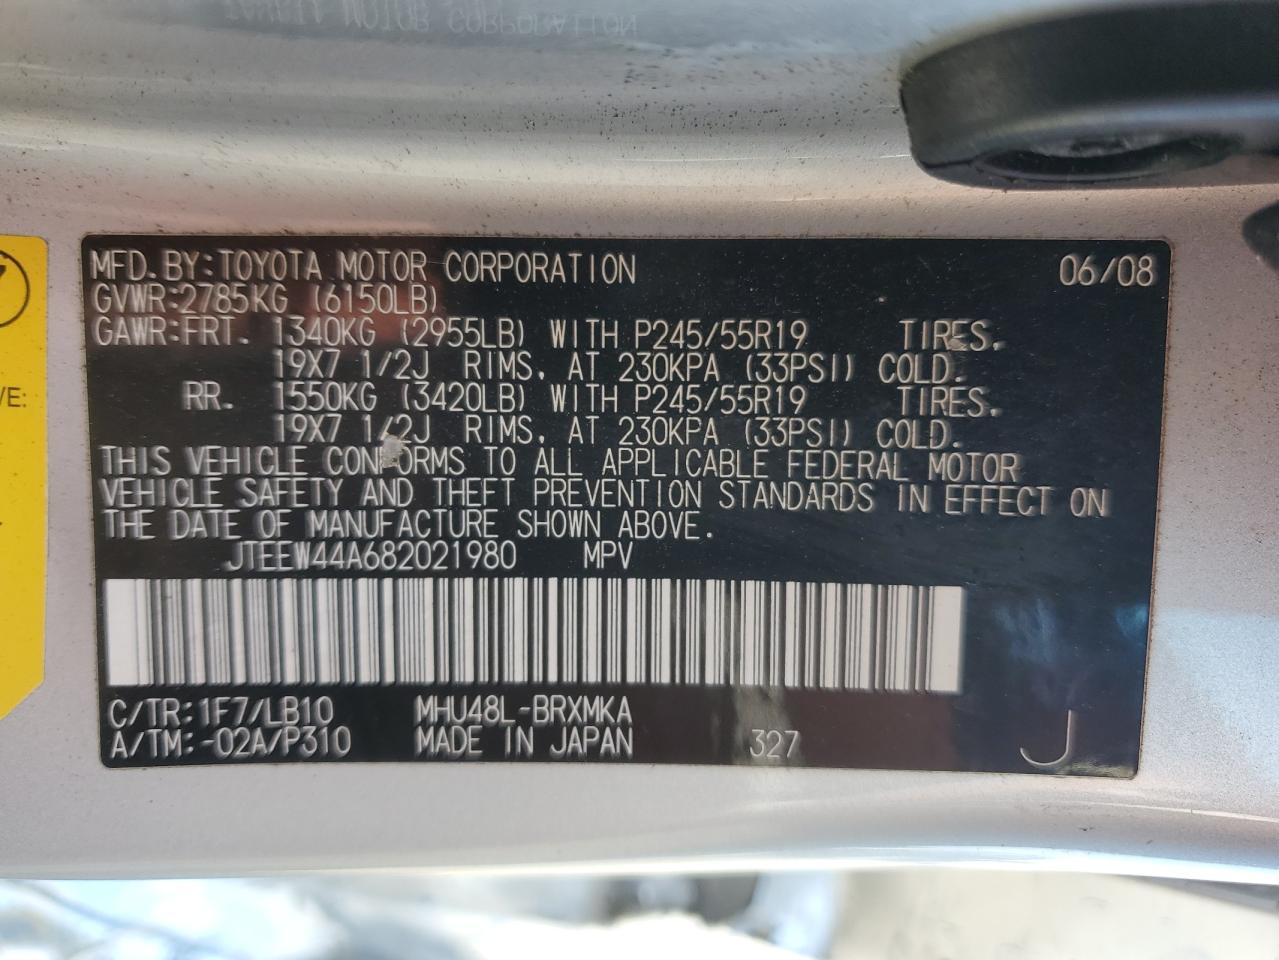 MFD. BY: TOYOTA MOTOR CORPORATION 06/08
GVWR: 2785KG (6150LB)
GAWR: FRT. 1340KG (2955LB) WITH P245/55R19 TIRES.
19X7 1/2J RIMS, AT 230KPA (33PSI) COLD.
RR. 1550KG (3420LB) WITH P245/55R19 TIRES.
19X7 1/2J RIMS, AT 230KPA (33PSI) COLD.
THIS VEHICLE CONFORMS TO ALL APPLICABLE FEDERAL MOTOR
VEHICLE SAFETY AND THEFT PREVENTION STANDARDS IN EFFECT ON
THE DATE OF MANUFACTURE SHOWN ABOVE.
JTEEW44A682021980 MPV
C/TR: 1F7/LB10 MHU48L-BRXMKA
A/TM: -02A/P310 MADE IN JAPAN 327 J